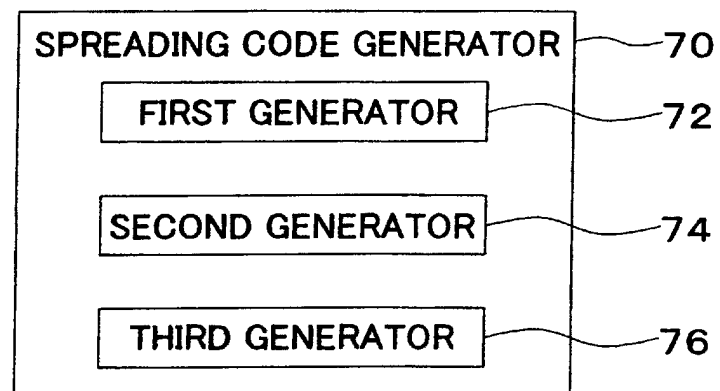 SPREADING CODE GENERATOR 70
FIRST GENERATOR 72
SECOND GENERATOR 74
THIRD GENERATOR 76